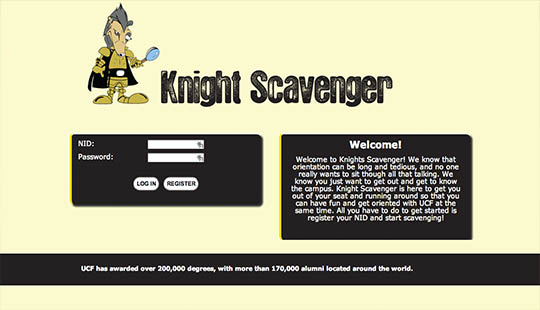 Knight Scavenger
NID:
Password:
LOG IN
REGISTER
Welcome!
Welcome to Knights Scavenger! We know that
orientation can be long and tedious, and no one
really wants to sit though all that talking. We
know you just want to get out and get to know
the campus. Knight Scavenger is here to get you
out of your seat and running around so that you
can have fun and get oriented with UCF at the
same time. All you have to do to get started is
register your NID and start scavenging!
UCF has awarded over 200,000 degrees, with more than 170,000 alumni located around the world.